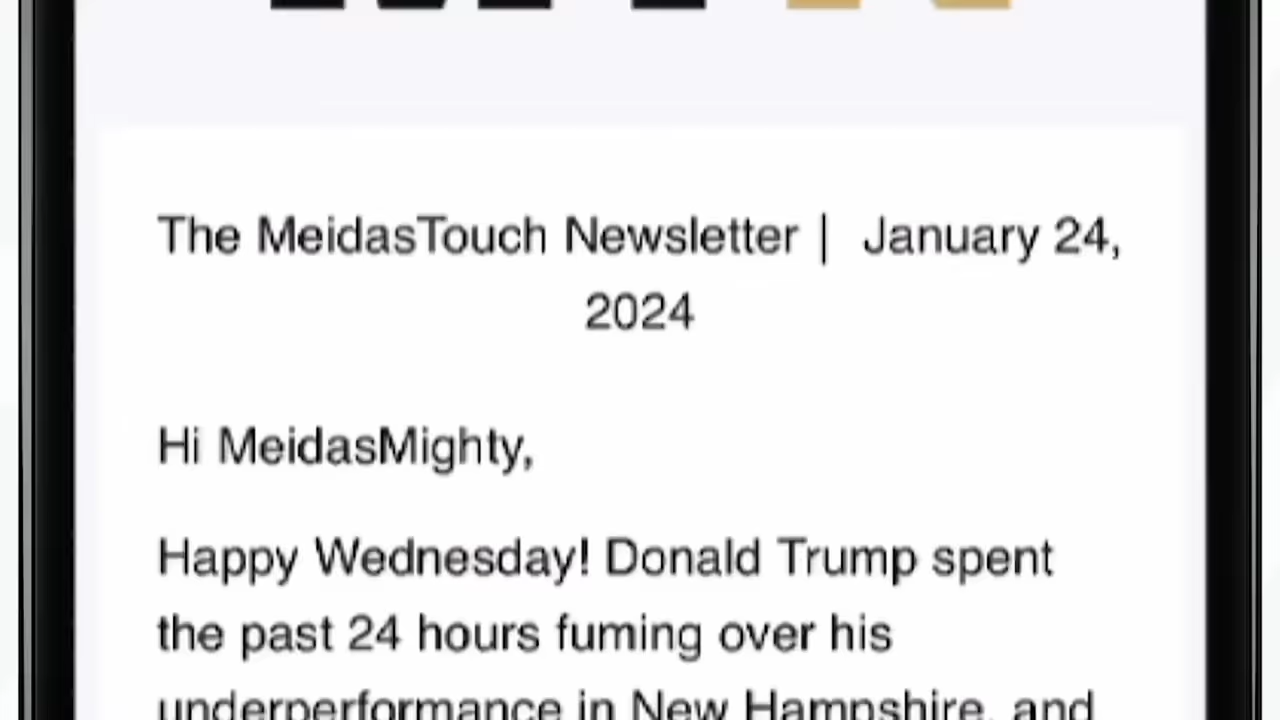 The MeidasTouch Newsletter | January 24,
2024
Hi MeidasMighty,
Happy Wednesday! Donald Trump spent
the past 24 hours fuming over his
underperformance in New Hampshire, and